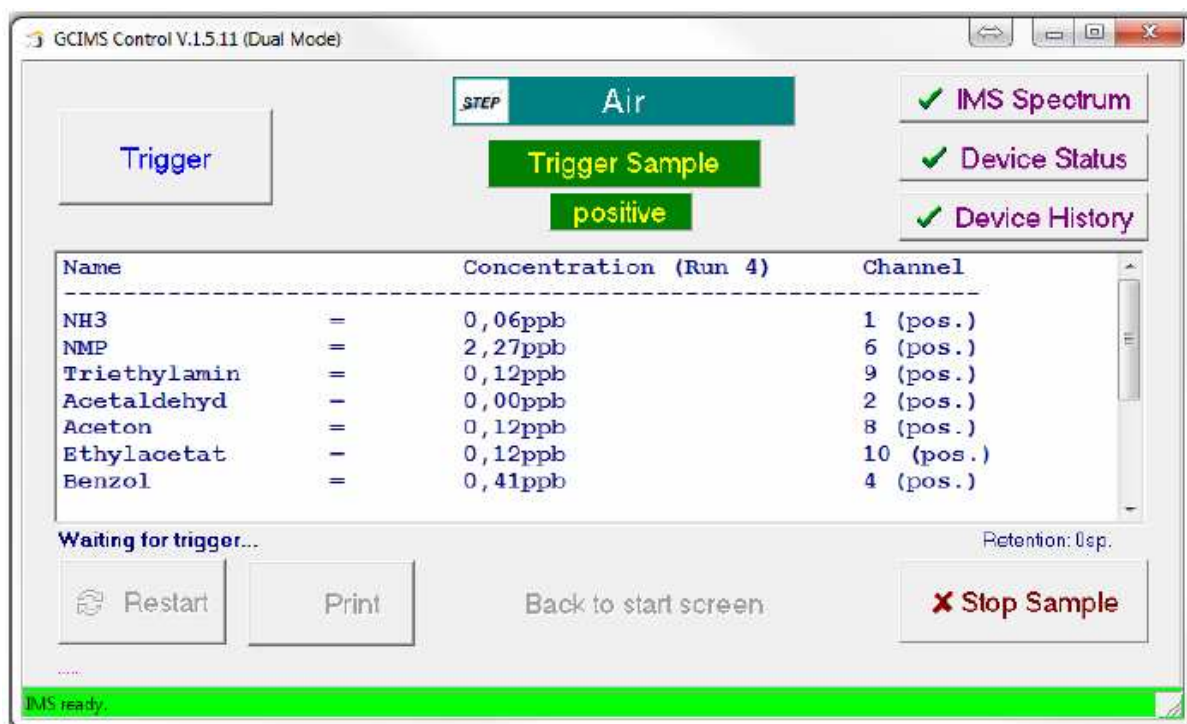 GCIMS Control V.1.5.11 (Dual Mode)
STEP Air
IMS Spectrum
Trigger
Trigger Sample
Device Status
positive
Device History
Name Concentration (Run 4) Channel
--------------------------------------------------------------
NH3 = 0,06ppb 1 (pos.)
NMP = 2,27ppb 6 (pos.)
Triethylamin = 0,12ppb 9 (pos.)
Acetaldehyd = 0,00ppb 2 (pos.)
Aceton = 0,12ppb 8 (pos.)
Ethylacetat = 0,12ppb 10 (pos.)
Benzol = 0,41ppb 4 (pos.)
Waiting for trigger...
Retention: 0sp.
Restart
Print
Back to start screen
Stop Sample
.....
IMS ready.